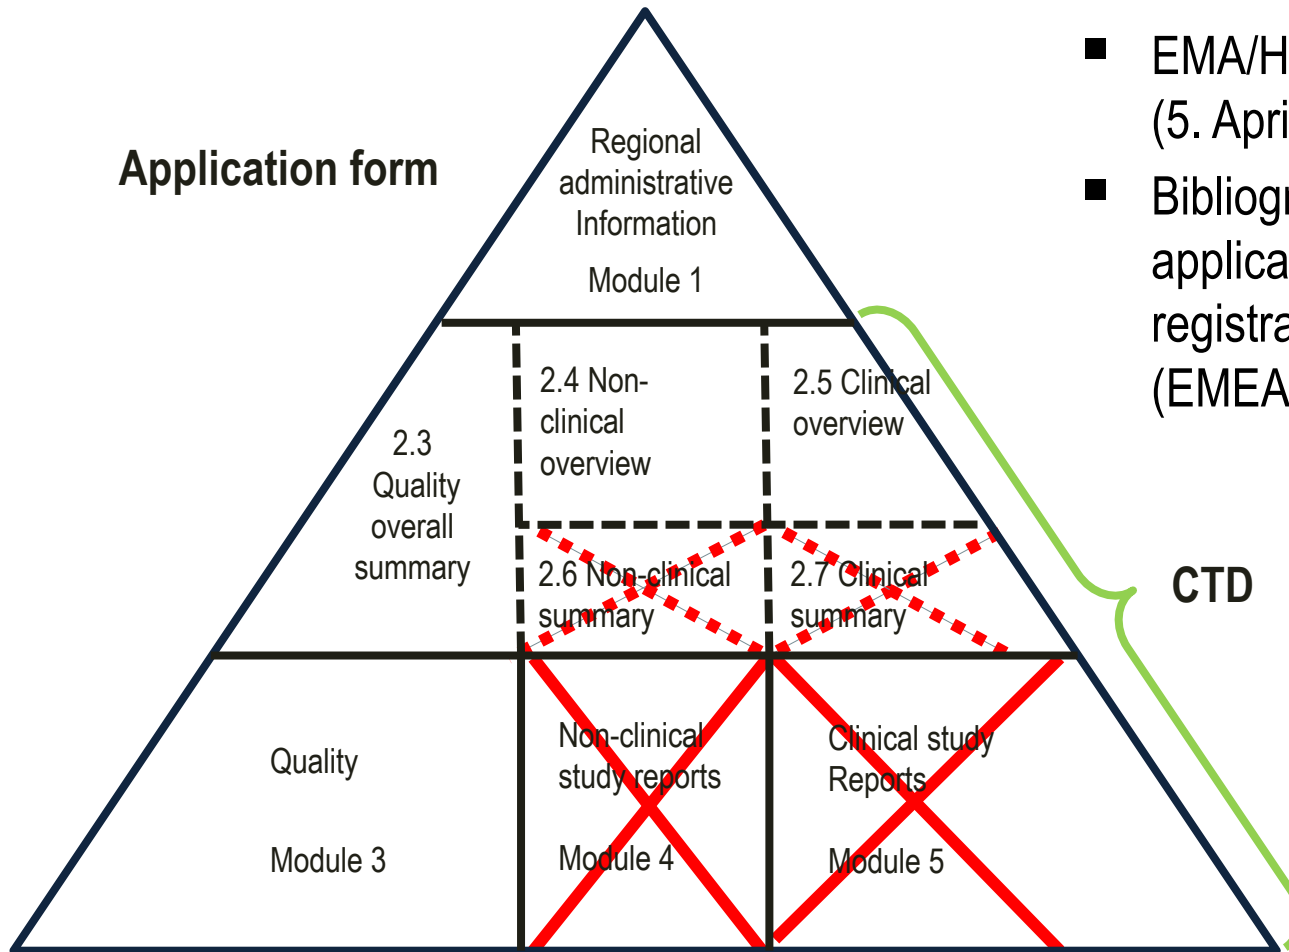 Application form
Regional
administrative
Information
Module 1
EMA/H
(5. Apri
Bibliogr
applica
registra
(EMEA
2.3
Quality
overall
summary
2.4 Non-
clinical
overview
2.5 Clinical
overview
2.6 Non-clinical
summary
2.7 Clinical
summary
CTD
Quality
Module 3
Non-clinical
study reports
Module 4
Clinical study
Reports
Module 5